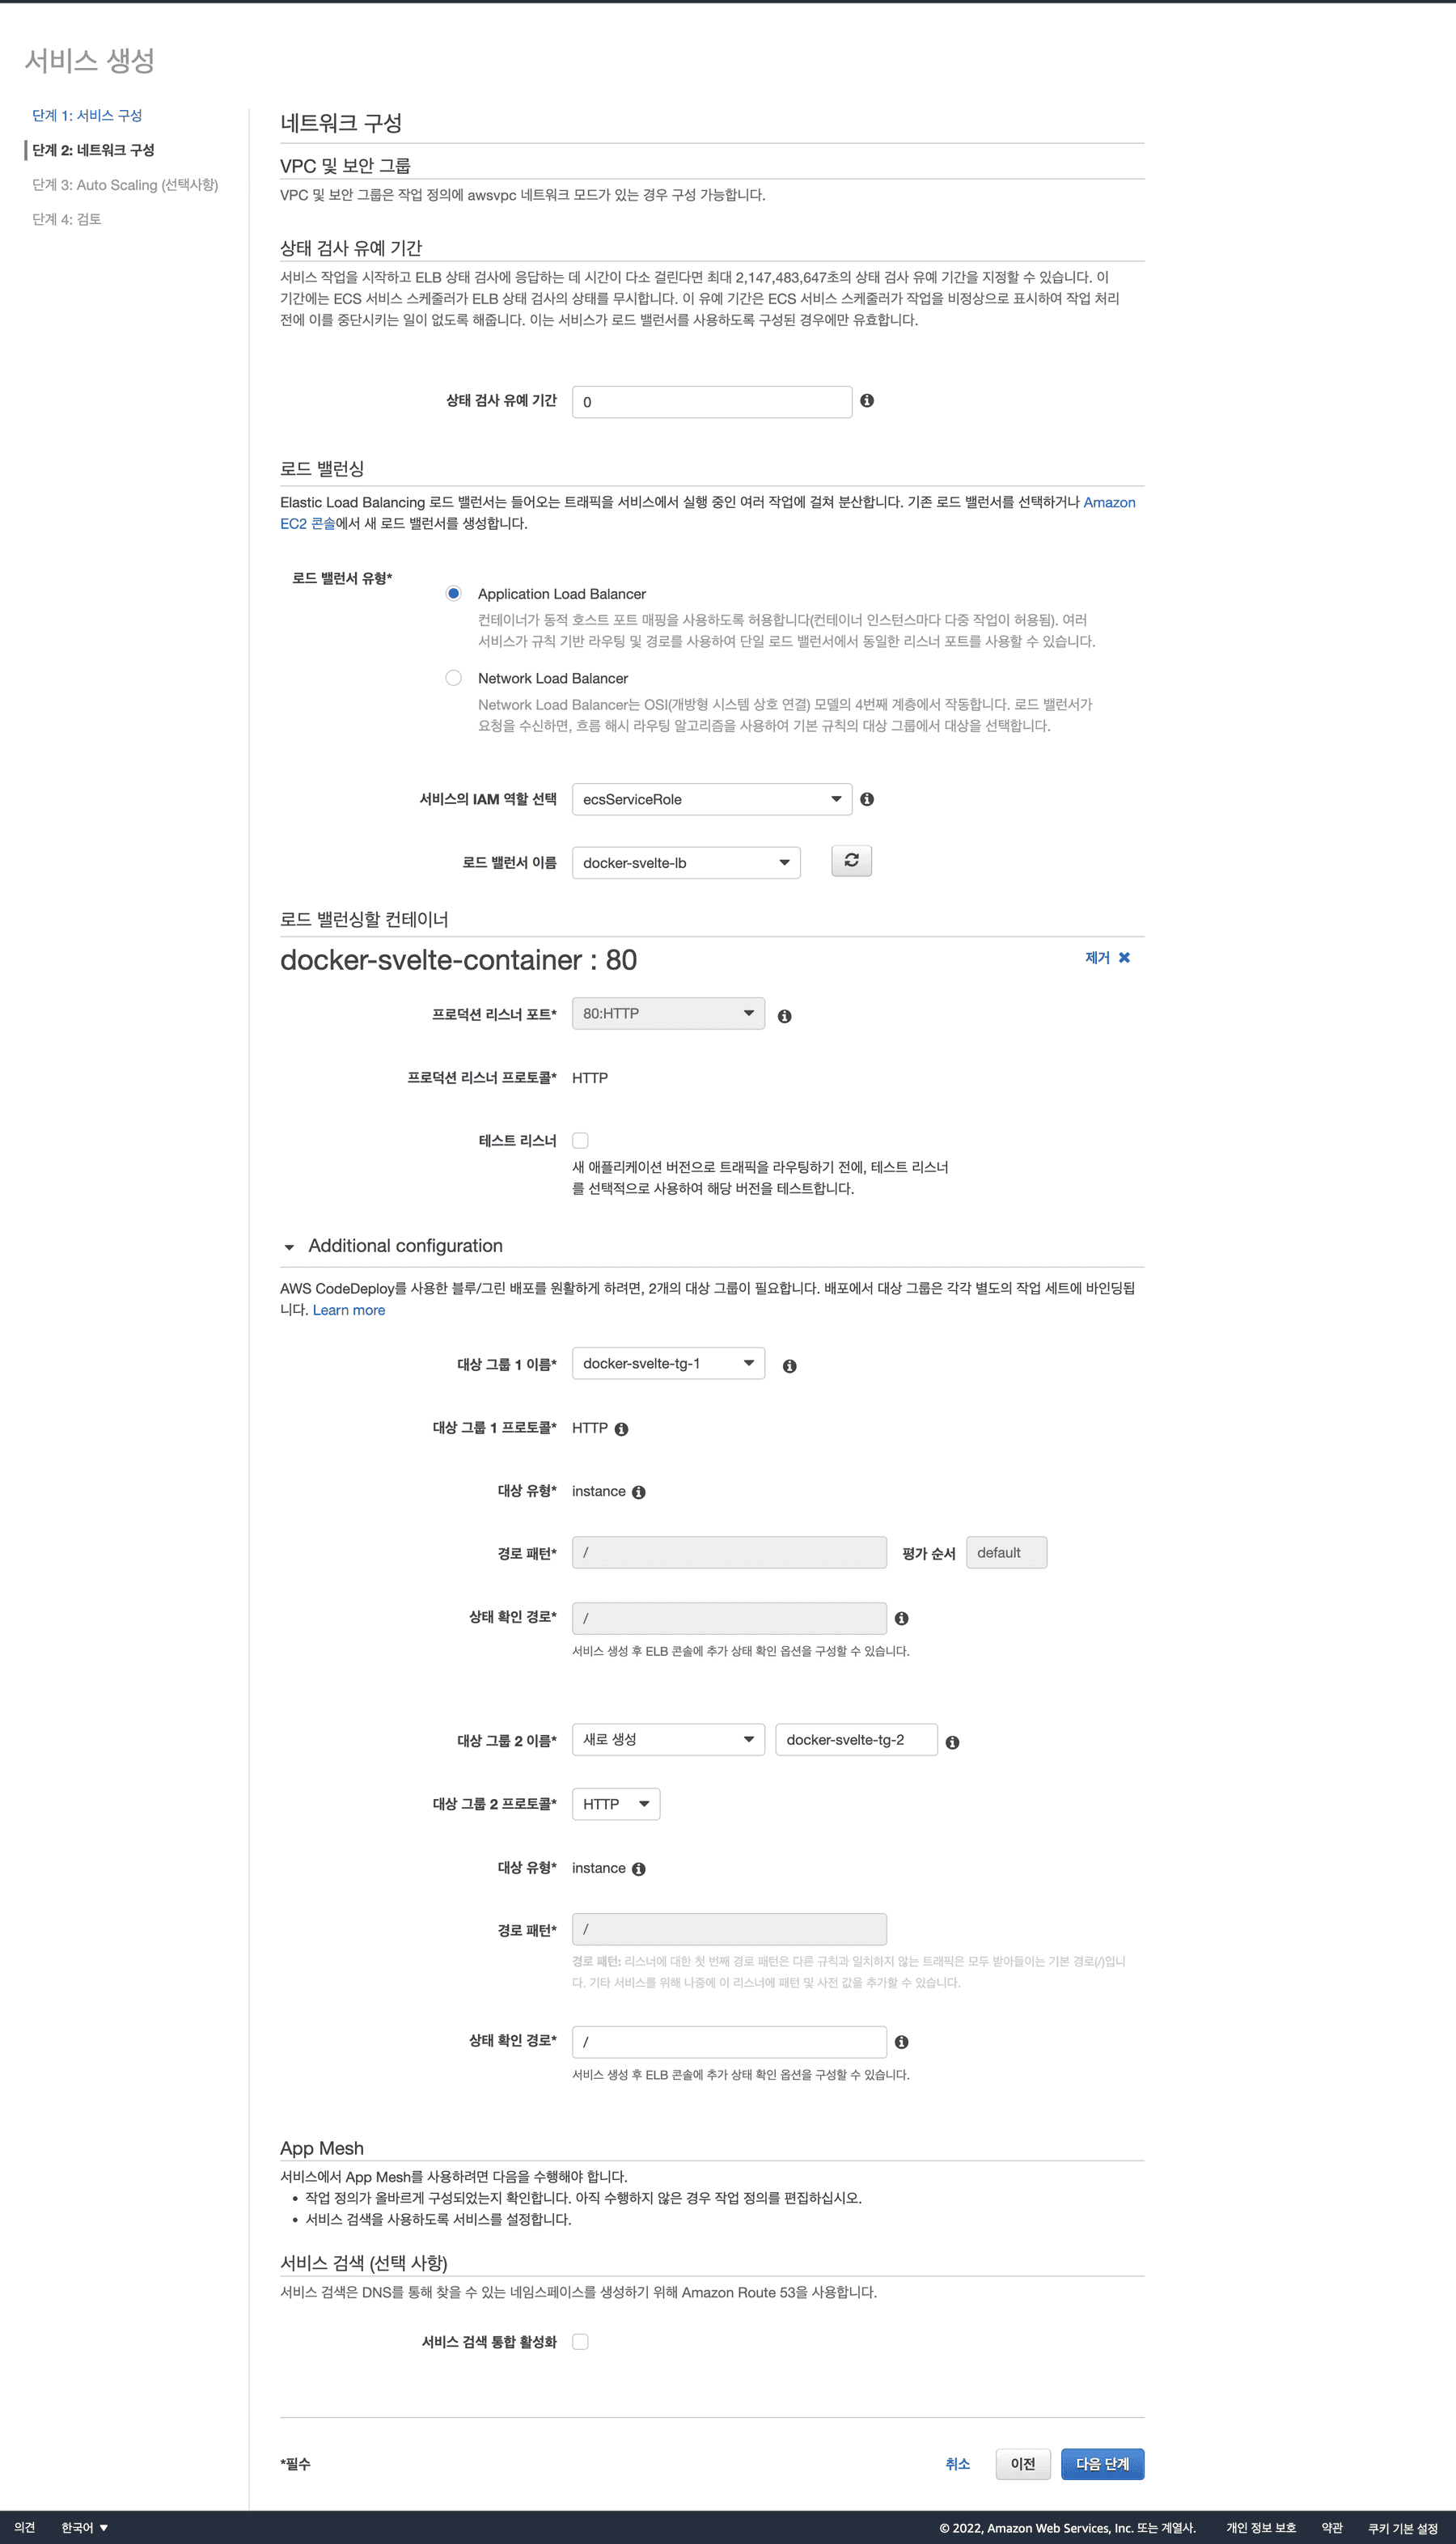 서비스 생성
단계 1: 서비스 구성
단계 2: 네트워크 구성
단계 3: Auto Scaling (선택사항)
단계 4: 검토
네트워크 구성
VPC 및 보안 그룹
VPC 및 보안 그룹은 작업 정의에 awsvpc 네트워크 모드가 있는 경우 구성 가능합니다.
상태 검사 유예 기간
서비스 작업을 시작하고 ELB 상태 검사에 응답하는 데 시간이 다소 걸린다면 최대 2,147,483,647초의 상태 검사 유예 기간을 지정할 수 있습니다. 이
기간에는 ECS 서비스 스케줄러가 ELB 상태 검사의 상태를 무시합니다. 이 유예 기간은 ECS 서비스 스케줄러가 작업을 비정상으로 표시하여 작업 처리
전에 이를 중단시키는 일이 없도록 해줍니다. 이는 서비스가 로드 밸런서를 사용하도록 구성된 경우에만 유효합니다.
상태 검사 유예 기간 0
로드 밸런싱
Elastic Load Balancing 로드 밸런서는 들어오는 트래픽을 서비스에서 실행 중인 여러 작업에 걸쳐 분산합니다. 기존 로드 밸런서를 선택하거나 Amazon
EC2 콘솔에서 새 로드 밸런서를 생성합니다.
로드 밸런서 유형*
Application Load Balancer
컨테이너가 동적 호스트 포트 매핑을 사용하도록 허용합니다(컨테이너 인스턴스마다 다중 작업이 허용됨). 여러
서비스가 규칙 기반 라우팅 및 경로를 사용하여 단일 로드 밸런서에서 동일한 리스너 포트를 사용할 수 있습니다.
Network Load Balancer
Network Load Balancer는 OSI(개방형 시스템 상호 연결) 모델의 4번째 계층에서 작동합니다. 로드 밸런서가
요청을 수신하면, 흐름 해시 라우팅 알고리즘을 사용하여 기본 규칙의 대상 그룹에서 대상을 선택합니다.
서비스의 IAM 역할 선택 ecsServiceRole
로드 밸런서 이름 docker-svelte-lb
로드 밸런싱할 컨테이너
docker-svelte-container : 80 제거
프로덕션 리스너 포트* 80:HTTP
프로덕션 리스너 프로토콜* HTTP
테스트 리스너
새 애플리케이션 버전으로 트래픽을 라우팅하기 전에, 테스트 리스너
를 선택적으로 사용하여 해당 버전을 테스트합니다.
Additional configuration
AWS CodeDeploy를 사용한 블루/그린 배포를 원활하게 하려면, 2개의 대상 그룹이 필요합니다. 배포에서 대상 그룹은 각각 별도의 작업 세트에 바인딩됩
니다. Learn more
대상 그룹 1 이름* docker-svelte-tg-1
대상 그룹 1 프로토콜* HTTP
대상 유형* instance
경로 패턴* / 평가 순서 default
상태 확인 경로* /
서비스 생성 후 ELB 콘솔에 추가 상태 확인 옵션을 구성할 수 있습니다.
대상 그룹 2 이름* 새로 생성 docker-svelte-tg-2
대상 그룹 2 프로토콜* HTTP
대상 유형* instance
경로 패턴* /
경로 패턴: 리스너에 대한 첫 번째 경로 패턴은 다른 규칙과 일치하지 않는 트래픽은 모두 받아들이는 기본 경로(/)입니
다. 기타 서비스를 위해 나중에 이 리스너에 패턴 및 사전 값을 추가할 수 있습니다.
상태 확인 경로* /
서비스 생성 후 ELB 콘솔에 추가 상태 확인 옵션을 구성할 수 있습니다.
App Mesh
서비스에서 App Mesh를 사용하려면 다음을 수행해야 합니다.
• 작업 정의가 올바르게 구성되었는지 확인합니다. 아직 수행하지 않은 경우 작업 정의를 편집하십시오.
• 서비스 검색을 사용하도록 서비스를 설정합니다.
서비스 검색 (선택 사항)
서비스 검색은 DNS를 통해 찾을 수 있는 네임스페이스를 생성하기 위해 Amazon Route 53을 사용합니다.
서비스 검색 통합 활성화
*필수 취소 이전 다음 단계
의견 한국어 © 2022, Amazon Web Services, Inc. 또는 계열사. 개인 정보 보호 약관 쿠키 기본 설정